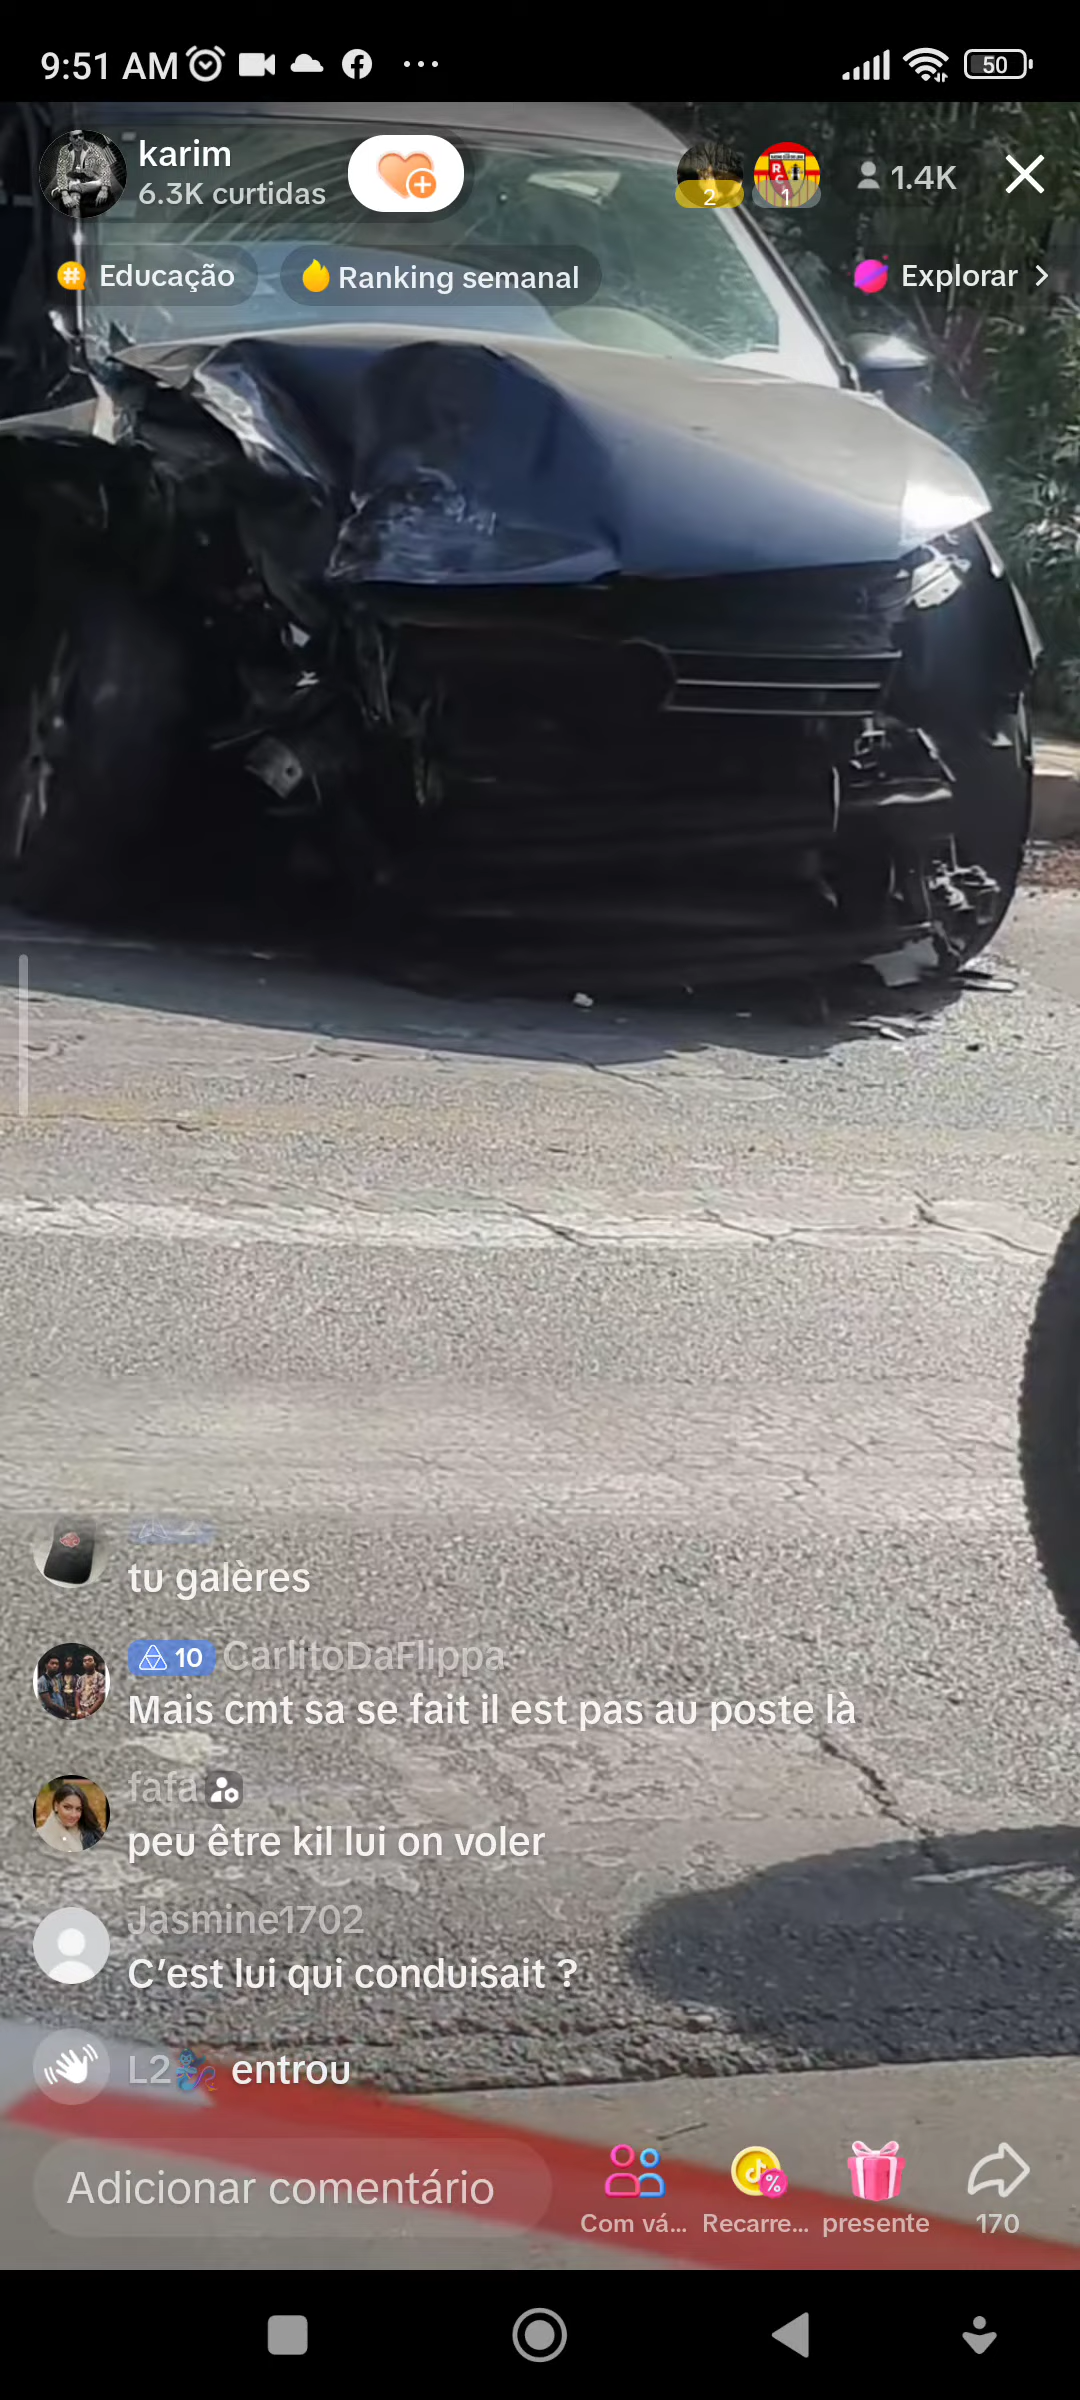 9:51 AM
50
karim
6.3K curtidas
2
1
1.4K
Educação
Ranking semanal
Explorar
tu galères
10 CarlitoDaFlippa
Mais cmt sa se fait il est pas au poste là
fafa
peu être kil lui on voler
Jasmine1702
C'est lui qui conduisait ?
L2 entrou
Adicionar comentário
Com vá...
Recarre...
presente
170